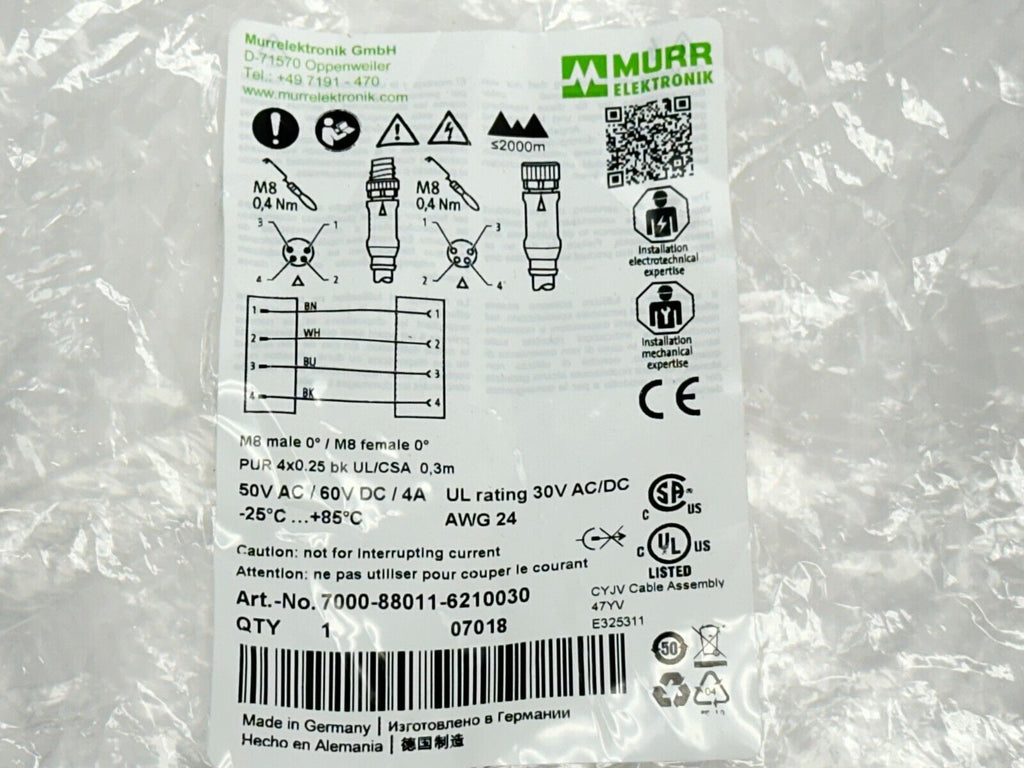 Murrelektronik GmbH
D-71570 Oppenweiler
Tel.: +49 7191 - 470
www.murrelektronik.com
MURR
ELEKTRONIK
≤2000m
M8
0,4 Nm
M8
0,4 Nm
3 1
4 2
1 3
2 4
Installation
electrotechnical
expertise
Installation
mechanical
expertise
1 BN 1
2 WH 2
3 BU 3
4 BK 4
CE
M8 male 0° / M8 female 0°
PUR 4x0.25 bk UL/CSA 0,3m
50V AC / 60V DC / 4A UL rating 30V AC/DC
-25°C ...+85°C AWG 24
C SA® US
C UL US
LISTED
Caution: not for interrupting current
Attention: ne pas utiliser pour couper le courant
CYJV Cable Assembly
47YV
E325311
Art.-No. 7000-88011-6210030
QTY 1 07018
50
04
Made in Germany | Изготовлено в Германии
Hecho en Alemania | 德国制造